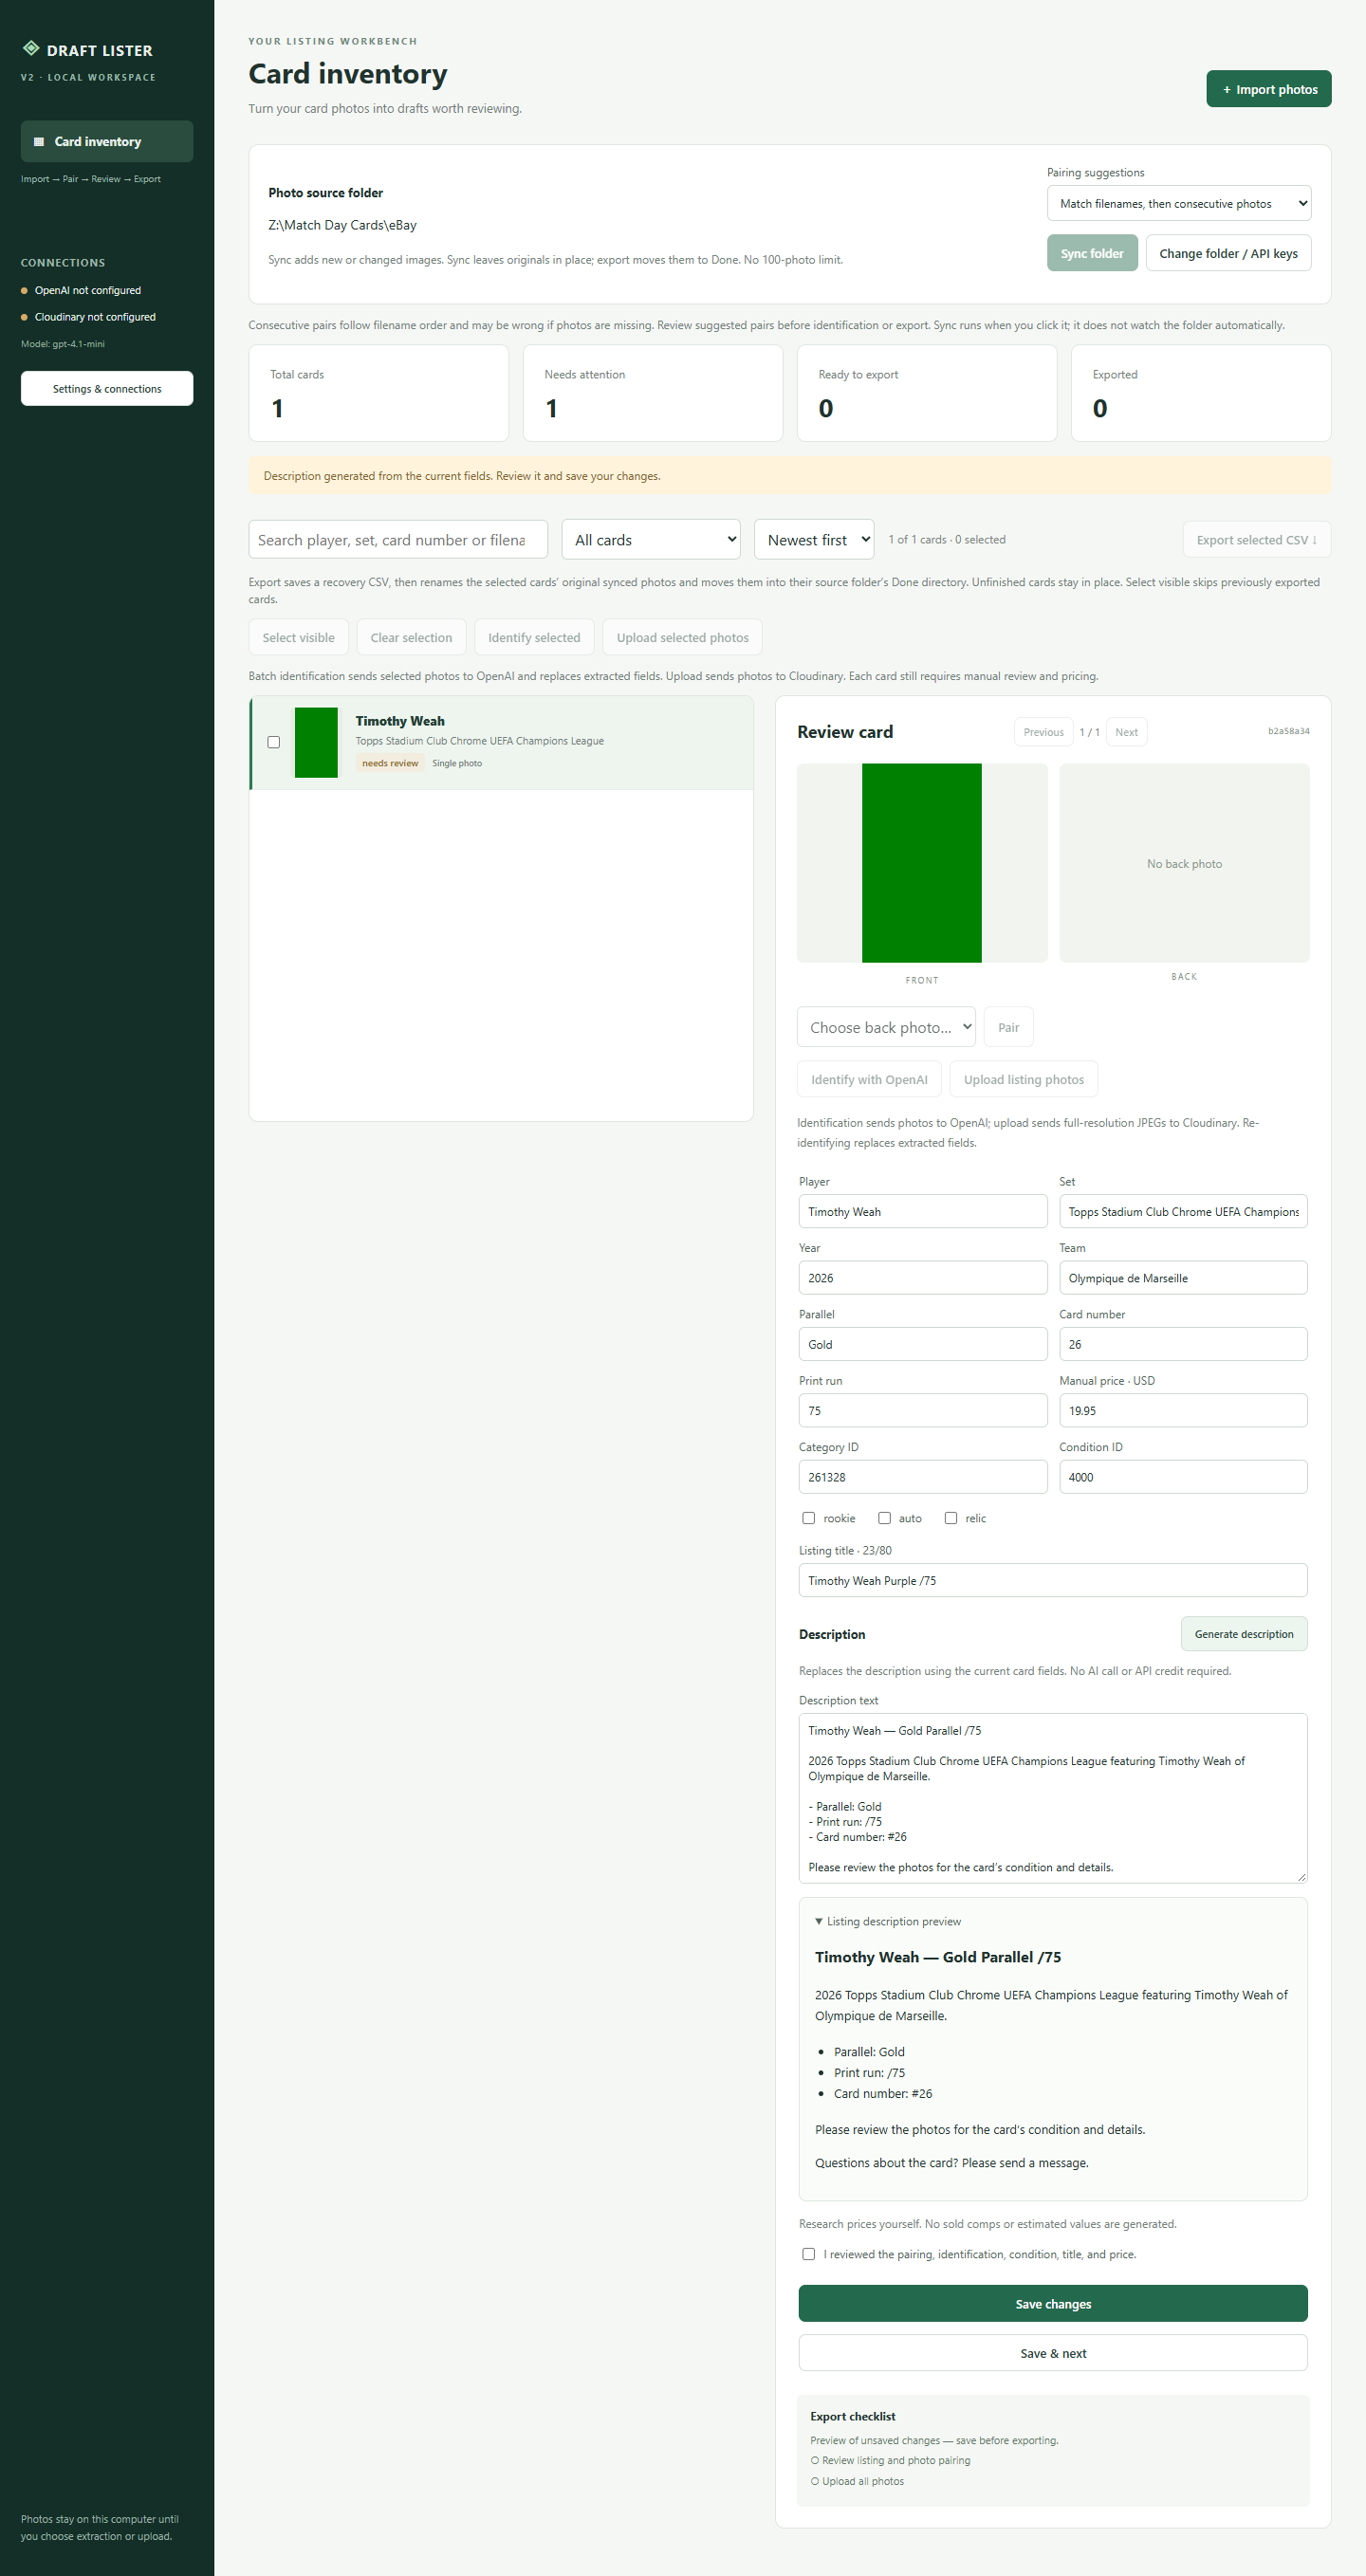 DRAFT LISTER
V2 · LOCAL WORKSPACE
Card inventory
Import → Pair → Review → Export
CONNECTIONS
OpenAI not configured
Cloudinary not configured
Model: gpt-4.1-mini
Settings & connections
Photos stay on this computer until
you choose extraction or upload.
YOUR LISTING WORKBENCH
Card inventory
Turn your card photos into drafts worth reviewing.
+ Import photos
Photo source folder
Z:\Match Day Cards\eBay
Sync adds new or changed images. Sync leaves originals in place; export moves them to Done. No 100-photo limit.
Pairing suggestions
Match filenames, then consecutive photos
Sync folder
Change folder / API keys
Consecutive pairs follow filename order and may be wrong if photos are missing. Review suggested pairs before identification or export. Sync runs when you click it; it does not watch the folder automatically.
Total cards
1
Needs attention
1
Ready to export
0
Exported
0
Description generated from the current fields. Review it and save your changes.
Search player, set, card number or filena
All cards
Newest first
1 of 1 cards · 0 selected
Export selected CSV ↓
Export saves a recovery CSV, then renames the selected cards' original synced photos and moves them into their source folder's Done directory. Unfinished cards stay in place. Select visible skips previously exported
cards.
Select visible
Clear selection
Identify selected
Upload selected photos
Batch identification sends selected photos to OpenAI and replaces extracted fields. Upload sends photos to Cloudinary. Each card still requires manual review and pricing.
Timothy Weah
Topps Stadium Club Chrome UEFA Champions League
needs review
Single photo
Review card
Previous
1 / 1
Next
b2a58a34
No back photo
FRONT
BACK
Choose back photo...
Pair
Identify with OpenAI
Upload listing photos
Identification sends photos to OpenAI; upload sends full-resolution JPEGs to Cloudinary. Re-
identifying replaces extracted fields.
Player
Timothy Weah
Set
Topps Stadium Club Chrome UEFA Champions
Year
2026
Team
Olympique de Marseille
Parallel
Gold
Card number
26
Print run
75
Manual price · USD
19.95
Category ID
261328
Condition ID
4000
rookie
auto
relic
Listing title · 23/80
Timothy Weah Purple /75
Description
Generate description
Replaces the description using the current card fields. No AI call or API credit required.
Description text
Timothy Weah — Gold Parallel /75
2026 Topps Stadium Club Chrome UEFA Champions League featuring Timothy Weah of
Olympique de Marseille.
- Parallel: Gold
- Print run: /75
- Card number: #26
Please review the photos for the card's condition and details.
▼ Listing description preview
Timothy Weah — Gold Parallel /75
2026 Topps Stadium Club Chrome UEFA Champions League featuring Timothy Weah of
Olympique de Marseille.
• Parallel: Gold
• Print run: /75
• Card number: #26
Please review the photos for the card's condition and details.
Questions about the card? Please send a message.
Research prices yourself. No sold comps or estimated values are generated.
I reviewed the pairing, identification, condition, title, and price.
Save changes
Save & next
Export checklist
Preview of unsaved changes — save before exporting.
○ Review listing and photo pairing
○ Upload all photos